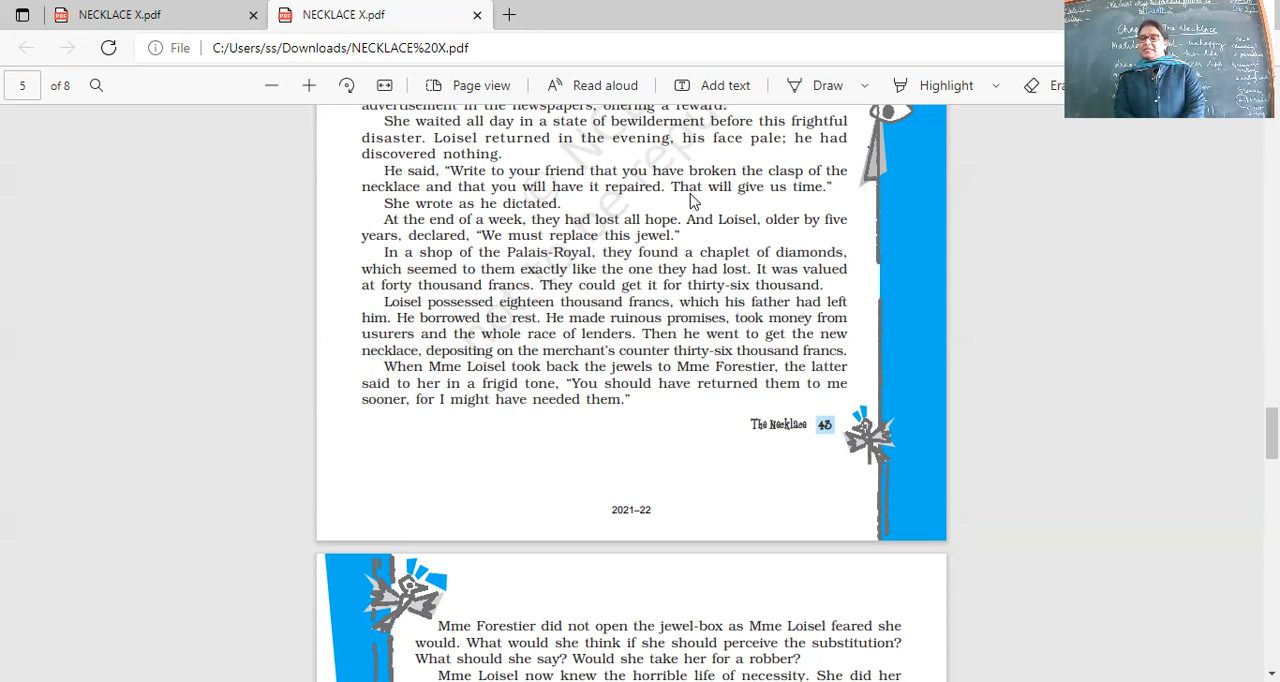 NECKLACE X.pdf
NECKLACE X.pdf
File C:/Users/ss/Downloads/NECKLACE%20X.pdf
5 of 8 Page view Read aloud Add text Draw Highlight Era
advertisement in the newspapers, offering a reward.
She waited all day in a state of bewilderment before this frightful
disaster. Loisel returned in the evening, his face pale; he had
discovered nothing.
He said, “Write to your friend that you have broken the clasp of the
necklace and that you will have it repaired. That will give us time.”
She wrote as he dictated.
At the end of a week, they had lost all hope. And Loisel, older by five
years, declared, “We must replace this jewel.”
In a shop of the Palais-Royal, they found a chaplet of diamonds,
which seemed to them exactly like the one they had lost. It was valued
at forty thousand francs. They could get it for thirty-six thousand.
Loisel possessed eighteen thousand francs, which his father had left
him. He borrowed the rest. He made ruinous promises, took money from
usurers and the whole race of lenders. Then he went to get the new
necklace, depositing on the merchant’s counter thirty-six thousand francs.
When Mme Loisel took back the jewels to Mme Forestier, the latter
said to her in a frigid tone, “You should have returned them to me
sooner, for I might have needed them.”
The Necklace 43
2021–22
Mme Forestier did not open the jewel-box as Mme Loisel feared she
would. What would she think if she should perceive the substitution?
What should she say? Would she take her for a robber?
Mme Loisel now knew the horrible life of necessity. She did her
not to be repu
The Necklace
unhappy